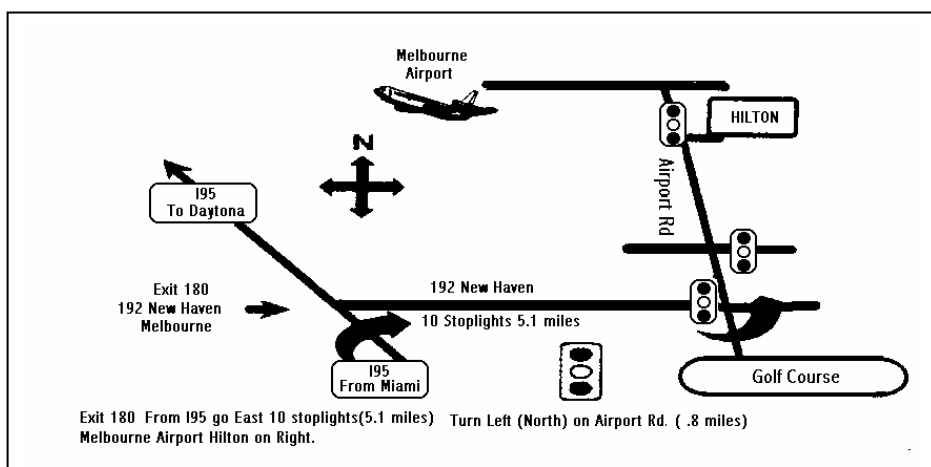 Melbourne
Airport
HILTON
N
Airport Rd
I95
To Daytona
Exit 180
192 New Haven
Melbourne
192 New Haven
10 Stoplights 5.1 miles
I95
From Miami
Golf Course
Exit 180 From I95 go East 10 stoplights(5.1 miles) Turn Left (North) on Airport Rd. ( .8 miles)
Melbourne Airport Hilton on Right.